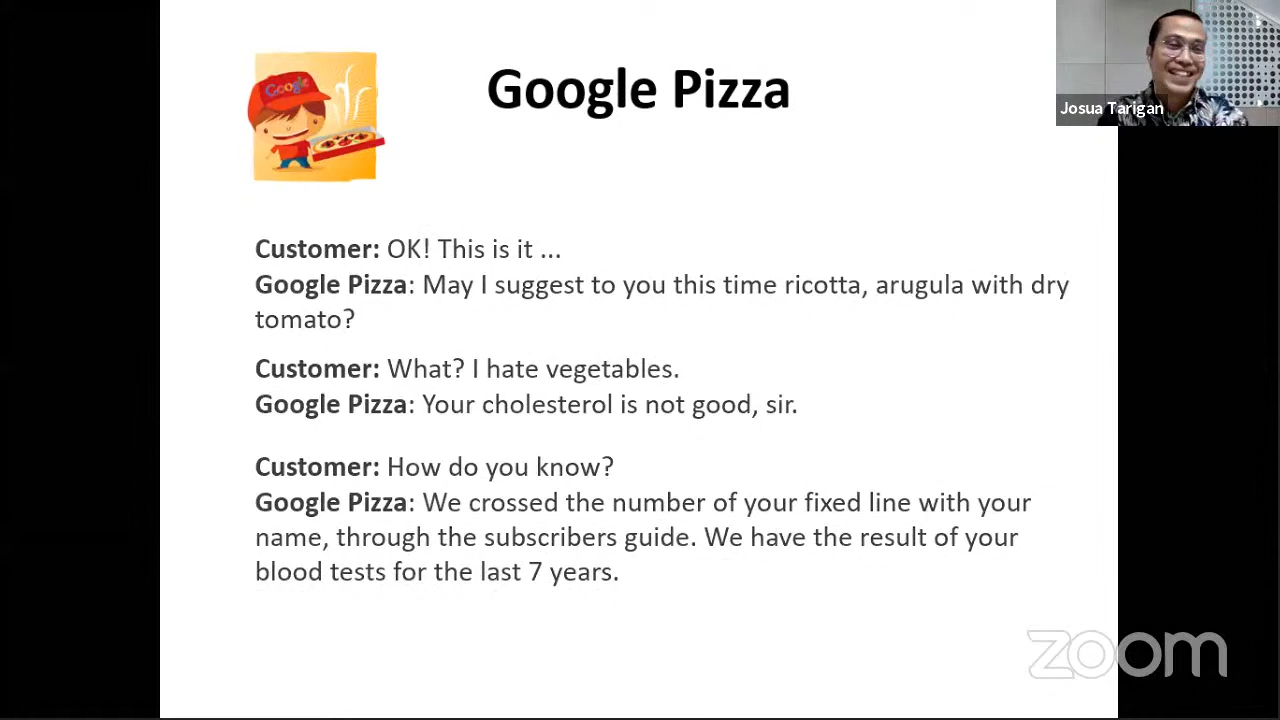 Google
Google Pizza
Josua Tarigan
Customer: OK! This is it ...
Google Pizza: May I suggest to you this time ricotta, arugula with dry
tomato?
Customer: What? I hate vegetables.
Google Pizza: Your cholesterol is not good, sir.
Customer: How do you know?
Google Pizza: We crossed the number of your fixed line with your
name, through the subscribers guide. We have the result of your
blood tests for the last 7 years.
zoom